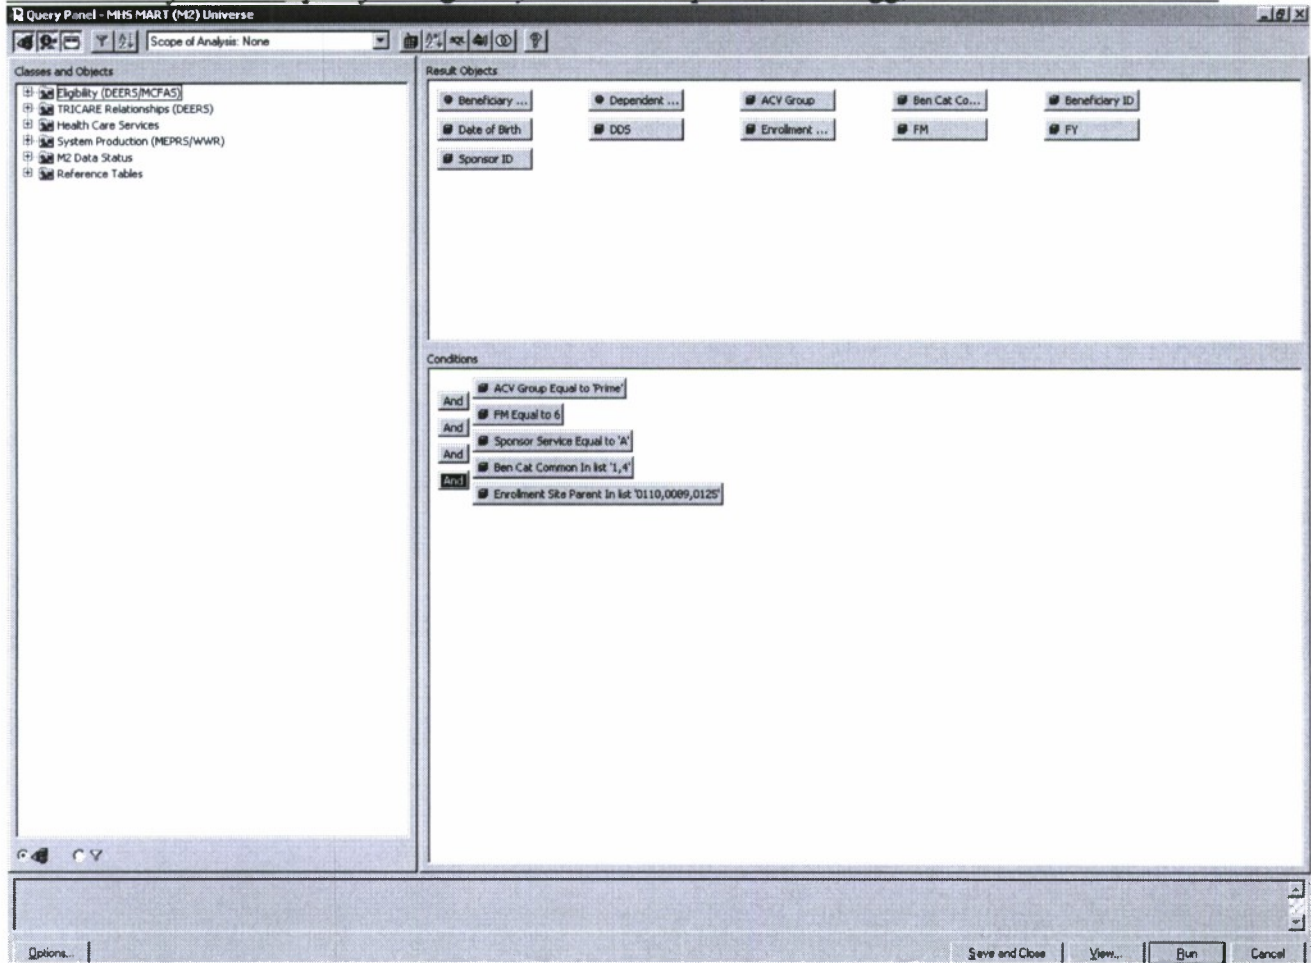 Query Panel - MHS MART (M2) Universe
Scope of Analysis: None
Classes and Objects
Eligibility (DEERS/MCFAS)
TRICARE Relationships (DEERS)
Health Care Services
System Production (MEPRS/WWR)
M2 Data Status
Reference Tables
Result Objects
Beneficiary ... Dependent ... ACV Group Ben Cat Co... Beneficiary ID
Date of Birth DDS Enrollment ... FM FY
Sponsor ID
Conditions
ACV Group Equal to 'Prime'
And
FM Equal to 6
And
Sponsor Service Equal to 'A'
And
Ben Cat Common In list '1,4'
And
Enrollment Site Parent In list '0110,0089,0125'
Options... Save and Close View... Run Cancel